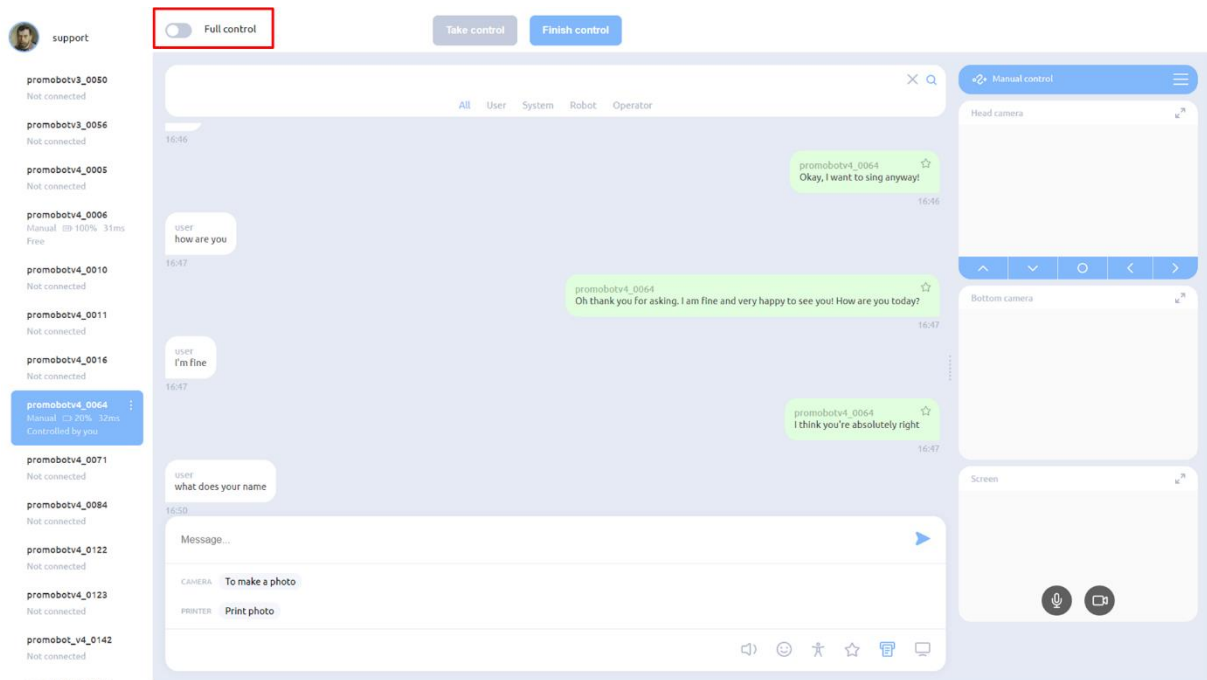 support
Full control
Take control
Finish control
promobotv3_0050
Not connected
promobotv3_0056
Not connected
promobotv4_0005
Not connected
promobotv4_0006
Manual 100% 31ms
Free
promobotv4_0010
Not connected
promobotv4_0011
Not connected
promobotv4_0016
Not connected
promobotv4_0064
Manual 20% 32ms
Controlled by you
promobotv4_0071
Not connected
promobotv4_0084
Not connected
promobotv4_0122
Not connected
promobotv4_0123
Not connected
promobot_v4_0142
Not connected
All User System Robot Operator
16:46
promobotv4_0064
Okay, I want to sing anyway!
16:46
user
how are you
16:47
promobotv4_0064
Oh thank you for asking. I am fine and very happy to see you! How are you today?
16:47
user
I'm fine
16:47
promobotv4_0064
I think you're absolutely right
16:47
user
what does your name
16:50
Message...
CAMERA To make a photo
PRINTER Print photo
Manual control
Head camera
Bottom camera
Screen